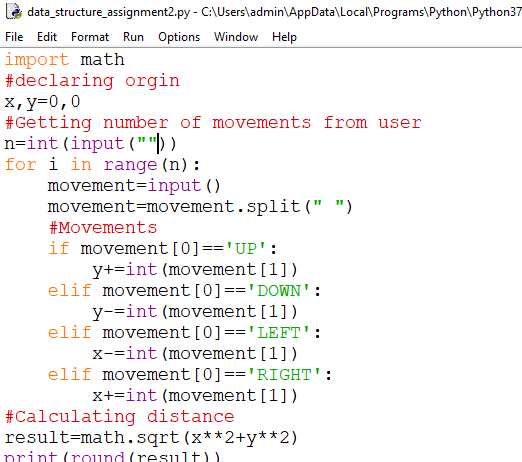 data_structure_assignment2.py - C:\Users\admin\AppData\Local\Programs\Python\Python37
File Edit Format Run Options Window Help
import math
#declaring orgin
x,y=0,0
#Getting number of movements from user
n=int(input(""))
for i in range(n):
    movement=input()
    movement=movement.split(" ")
    #Movements
    if movement[0]=='UP':
        y+=int(movement[1])
    elif movement[0]=='DOWN':
        y-=int(movement[1])
    elif movement[0]=='LEFT':
        x-=int(movement[1])
    elif movement[0]=='RIGHT':
        x+=int(movement[1])
#Calculating distance
result=math.sqrt(x**2+y**2)
print(round(result))